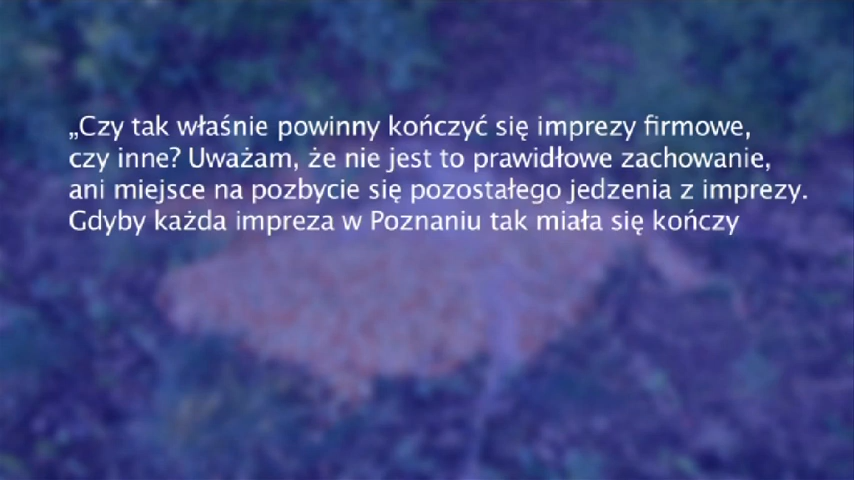 „Czy tak właśnie powinny kończyć się imprezy firmowe,
czy inne? Uważam, że nie jest to prawidłowe zachowanie,
ani miejsce na pozbycie się pozostałego jedzenia z imprezy.
Gdyby każda impreza w Poznaniu tak miała się kończy